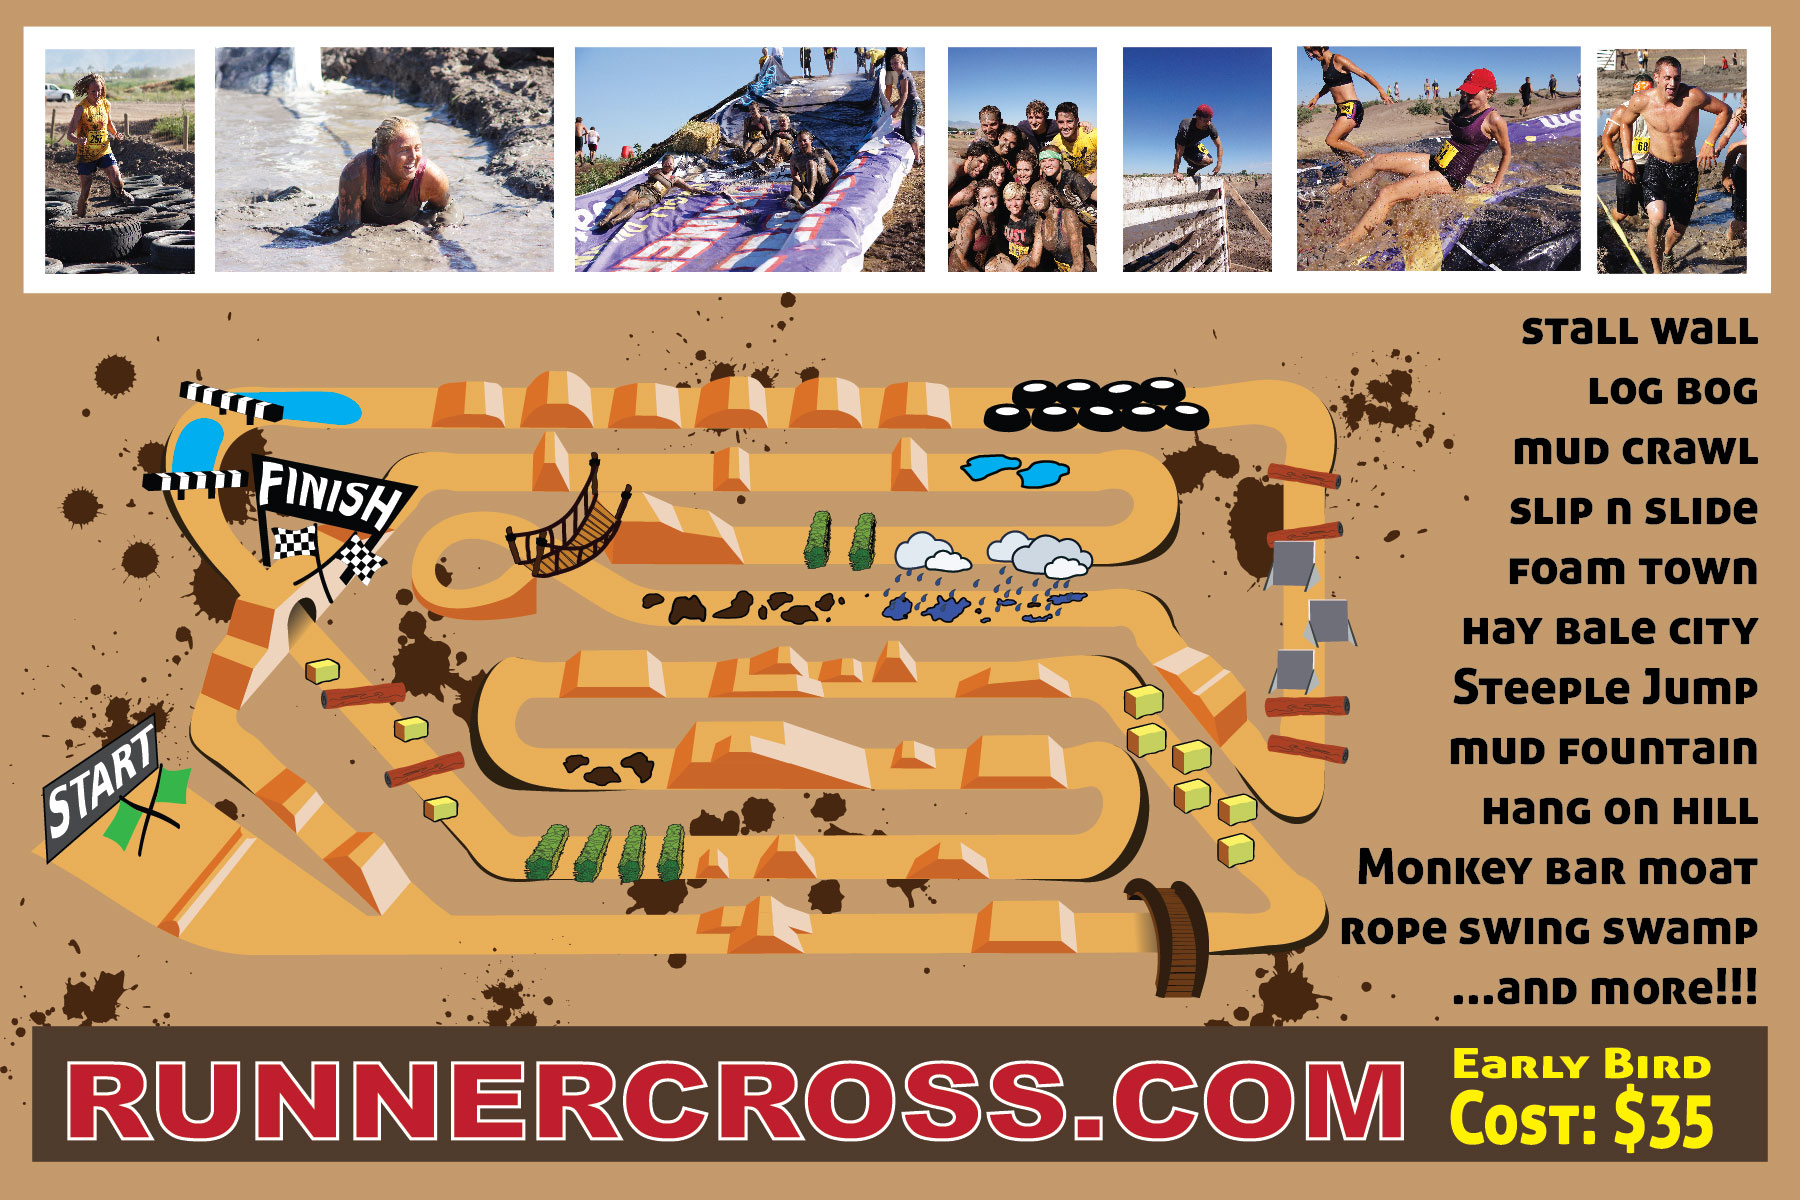 STALL WALL
LOG BOG
MUD CRAWL
SLIP N SLIDE
FOAM TOWN
HAY BALE CITY
STEEPLE JUMP
MUD FOUNTAIN
HANG ON HILL
MONKEY BAR MOAT
ROPE SWING SWAMP
...AND MORE!!!
FINISH
START
RUNNERCROSS.COM
EARLY BIRD
COST: $35